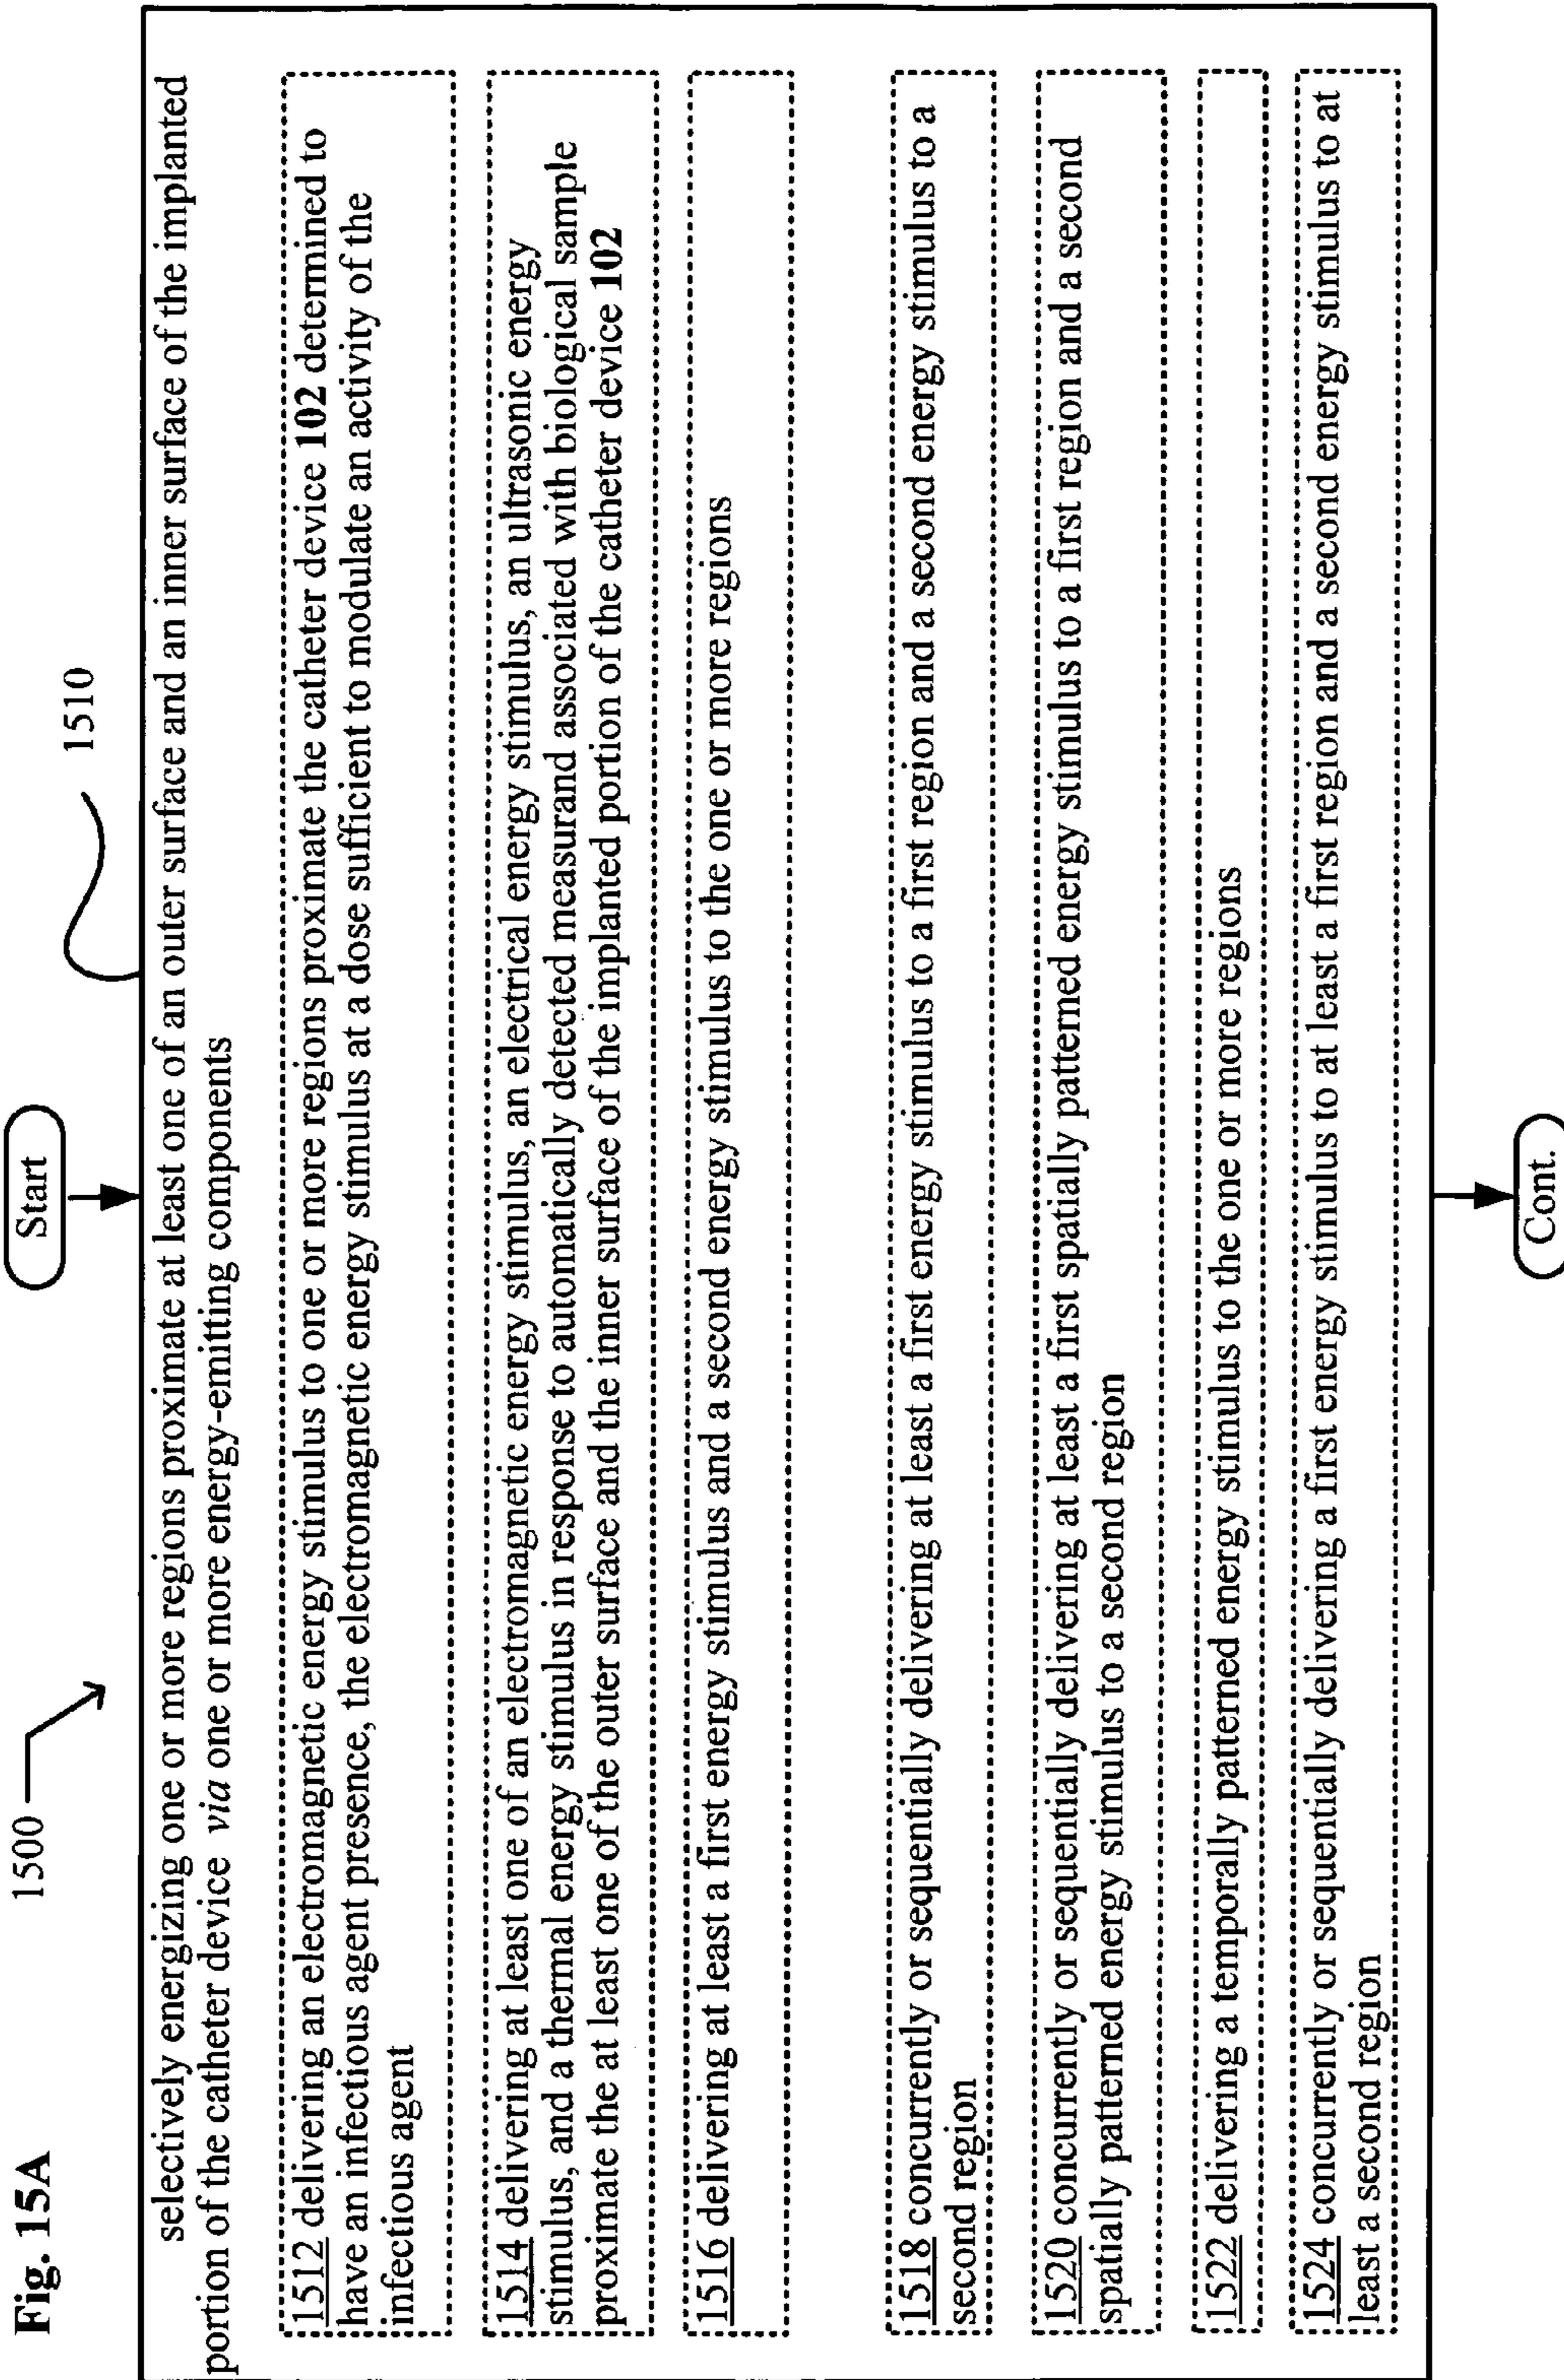 Fig. 15A
1500
Start
1510
selectively energizing one or more regions proximate at least one of an outer surface and an inner surface of the implanted
portion of the catheter device via one or more energy-emitting components
1512 delivering an electromagnetic energy stimulus to one or more regions proximate the catheter device 102 determined to
have an infectious agent presence, the electromagnetic energy stimulus at a dose sufficient to modulate an activity of the
infectious agent
1514 delivering at least one of an electromagnetic energy stimulus, an electrical energy stimulus, an ultrasonic energy
stimulus, and a thermal energy stimulus in response to automatically detected measurand associated with biological sample
proximate the at least one of the outer surface and the inner surface of the implanted portion of the catheter device 102
1516 delivering at least a first energy stimulus and a second energy stimulus to the one or more regions
1518 concurrently or sequentially delivering at least a first energy stimulus to a first region and a second energy stimulus to a
second region
1520 concurrently or sequentially delivering at least a first spatially patterned energy stimulus to a first region and a second
spatially patterned energy stimulus to a second region
1522 delivering a temporally patterned energy stimulus to the one or more regions
1524 concurrently or sequentially delivering a first energy stimulus to at least a first region and a second energy stimulus to at
least a second region
Cont.